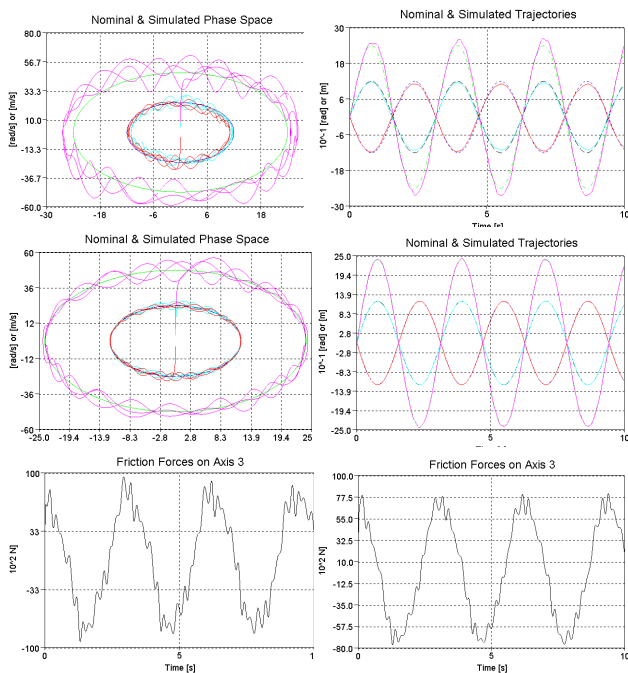 Nominal & Simulated Phase Space
80.0
56.7
33.3
10.0
-13.3
-36.7
-60.0
[rad/s] or [m/s]
-30 -18 -6 6 18
Nominal & Simulated Trajectories
30
18
6
-6
-18
-30
10^-1 [rad] or [m]
0 5 10
Time [s]
Nominal & Simulated Phase Space
60
36
12
-12
-36
-60
[rad/s] or [m/s]
-25.0 -19.4 -13.9 -8.3 -2.8 2.8 8.3 13.9 19.4 25
Nominal & Simulated Trajectories
25.0
19.4
13.9
8.3
2.8
-2.8
-8.3
-13.9
-19.4
-25.0
10^-1 [rad] or [m]
0 5 10
Friction Forces on Axis 3
100
33
-33
-100
10^2 N]
0 5 1
Time [s]
Friction Forces on Axis 3
100.0
77.5
55.0
32.5
10.0
-12.5
-35.0
-57.5
-80.0
10^2 N]
0 5 10
Time [s]